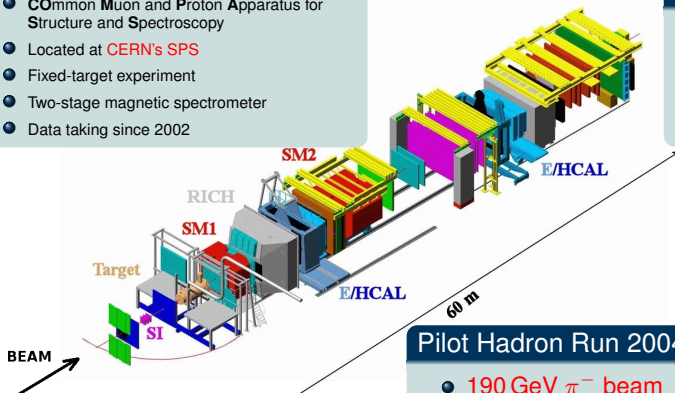 COmmon Muon and Proton Apparatus for
Structure and Spectroscopy
Located at CERN's SPS
Fixed-target experiment
Two-stage magnetic spectrometer
Data taking since 2002
SM2
E/HCAL
RICH
SM1
Target
E/HCAL
SI
60 m
BEAM
Pilot Hadron Run 2004
190 GeV π⁻ beam